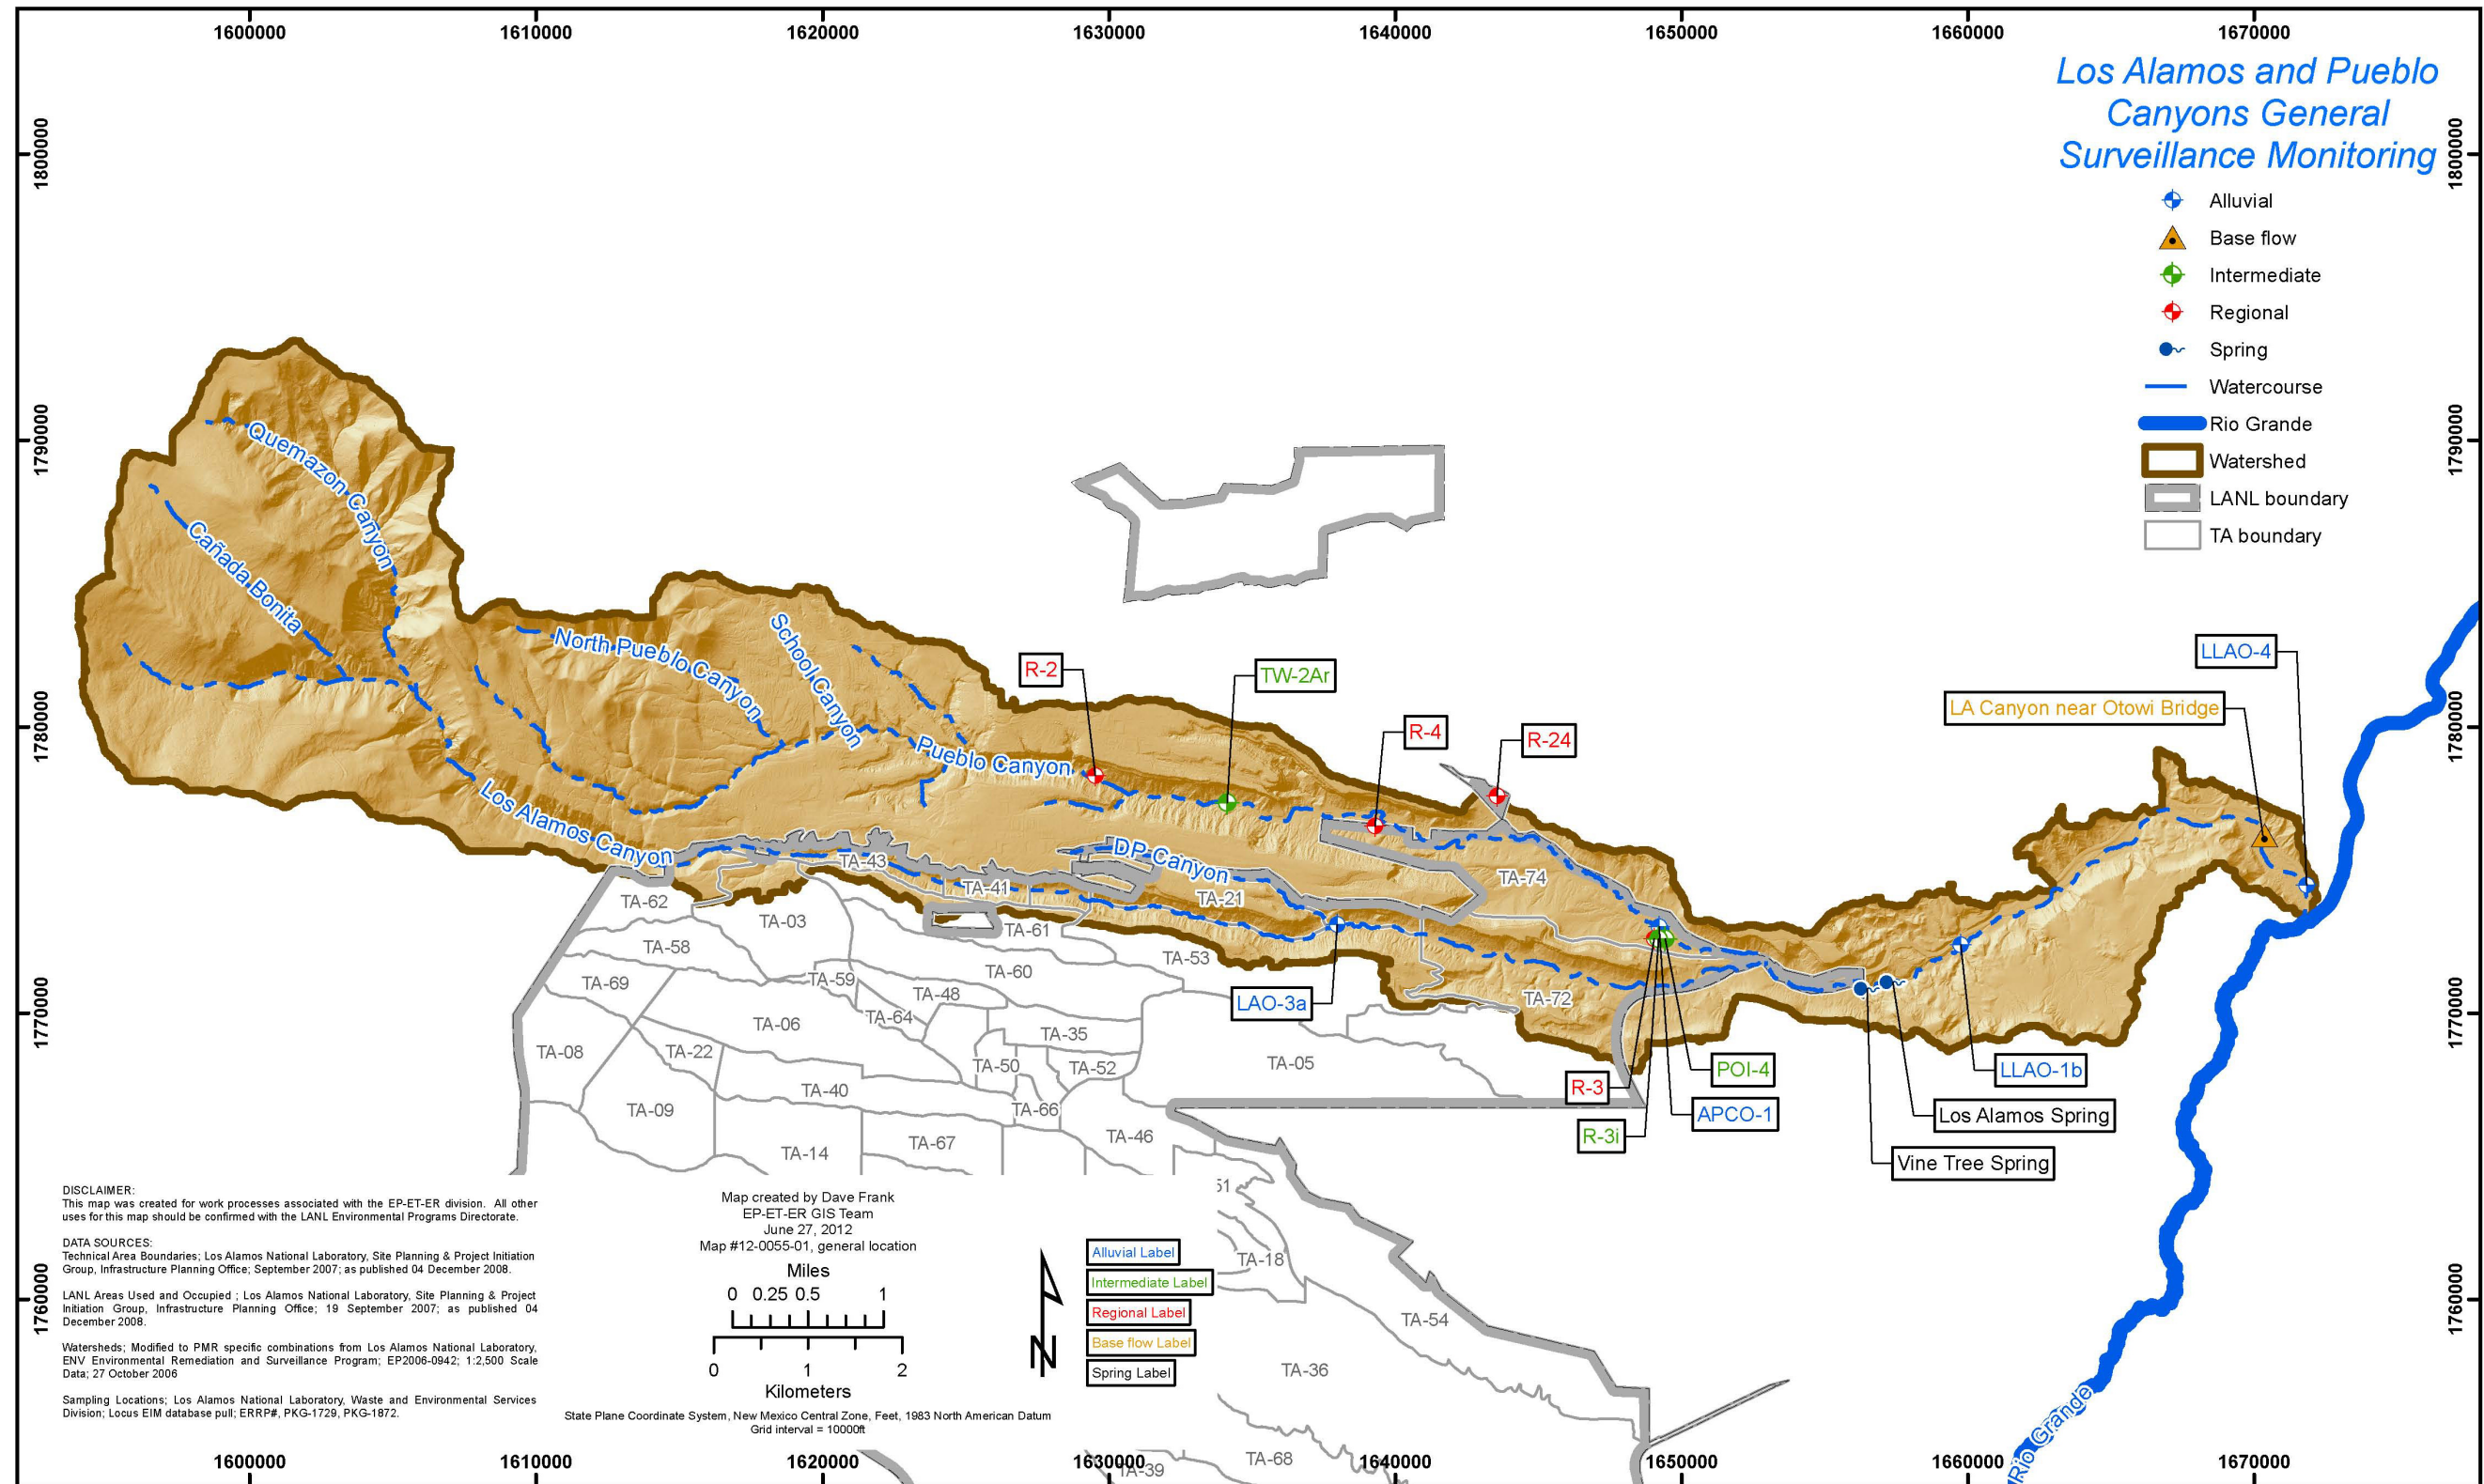 1600000 1610000 1620000 1630000 1640000 1650000 1660000 1670000
Los Alamos and Pueblo
Canyons General
Surveillance Monitoring
Alluvial
Base flow
Intermediate
Regional
Spring
Watercourse
Rio Grande
Watershed
LANL boundary
TA boundary
1800000
1800000
1790000
1790000
1780000
1780000
1770000
1770000
1760000
1760000
Quemazon Canyon
Cañada Bonita
North Pueblo Canyon
School Canyon
Pueblo Canyon
Los Alamos Canyon
DP Canyon
R-2
TW-2Ar
R-4
R-24
LLAO-4
LA Canyon near Otowi Bridge
LAO-3a
R-3
R-3i
POI-4
APCO-1
LLAO-1b
Los Alamos Spring
Vine Tree Spring
TA-43
TA-41
TA-21
TA-74
TA-62
TA-03
TA-61
TA-58
TA-53
TA-69
TA-59
TA-60
TA-48
TA-72
TA-06
TA-64
TA-35
TA-08
TA-22
TA-50
TA-52
TA-05
TA-40
TA-09
TA-66
TA-14
TA-67
TA-46
51
TA-18
TA-54
TA-36
TA-68
TA-39
Rio Grande
DISCLAIMER:
This map was created for work processes associated with the EP-ET-ER division. All other
uses for this map should be confirmed with the LANL Environmental Programs Directorate.
DATA SOURCES:
Technical Area Boundaries; Los Alamos National Laboratory, Site Planning & Project Initiation
Group, Infrastructure Planning Office; September 2007; as published 04 December 2008.
LANL Areas Used and Occupied ; Los Alamos National Laboratory, Site Planning & Project
Initiation Group, Infrastructure Planning Office; 19 September 2007; as published 04
December 2008.
Watersheds; Modified to PMR specific combinations from Los Alamos National Laboratory,
ENV Environmental Remediation and Surveillance Program; EP2006-0942; 1:2,500 Scale
Data; 27 October 2006
Sampling Locations; Los Alamos National Laboratory, Waste and Environmental Services
Division; Locus EIM database pull; ERRP#, PKG-1729, PKG-1872.
Map created by Dave Frank
EP-ET-ER GIS Team
June 27, 2012
Map #12-0055-01, general location
Miles
0 0.25 0.5 1
0 1 2
Kilometers
State Plane Coordinate System, New Mexico Central Zone, Feet, 1983 North American Datum
Grid interval = 10000ft
N
Alluvial Label
Intermediate Label
Regional Label
Base flow Label
Spring Label
1600000 1610000 1620000 1630000 1640000 1650000 1660000 1670000